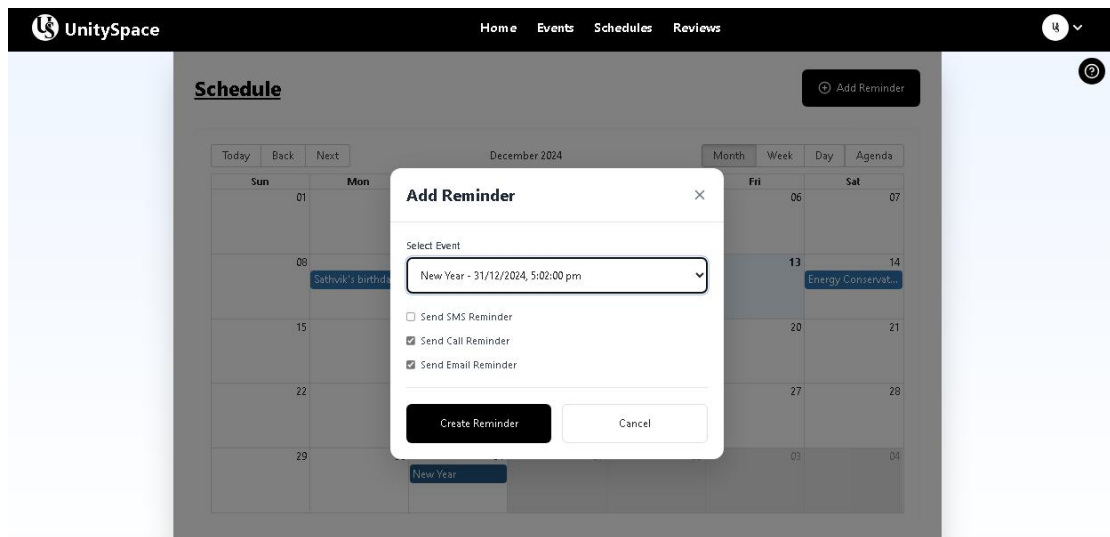 UnitySpace Home Events Schedules Reviews
Schedule
Add Reminder
Today Back Next December 2024 Month Week Day Agenda
Sun Mon Fri Sat
01 06 07
Add Reminder
Select Event
New Year - 31/12/2024, 5:02:00 pm
08 13 14
Sathvik's birthda
Energy Conservat...
Send SMS Reminder
15 20 21
Send Call Reminder
Send Email Reminder
22 27 28
Create Reminder Cancel
29 03 04
New Year